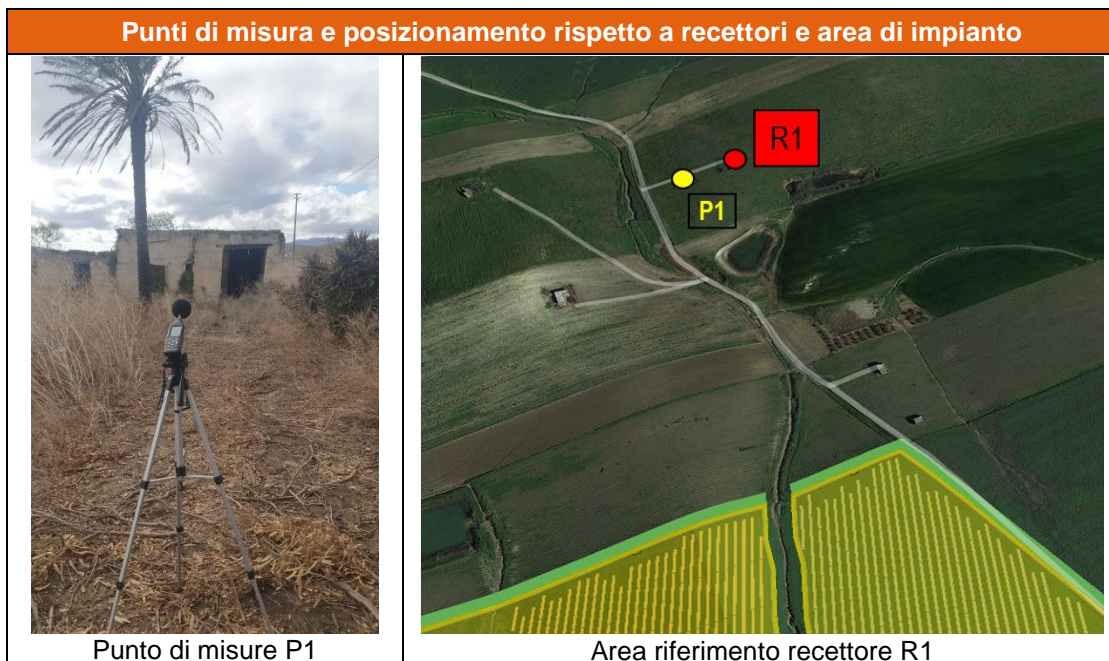 Punti di misura e posizionamento rispetto a recettori e area di impianto
R1
P1
Punto di misure P1
Area riferimento recettore R1